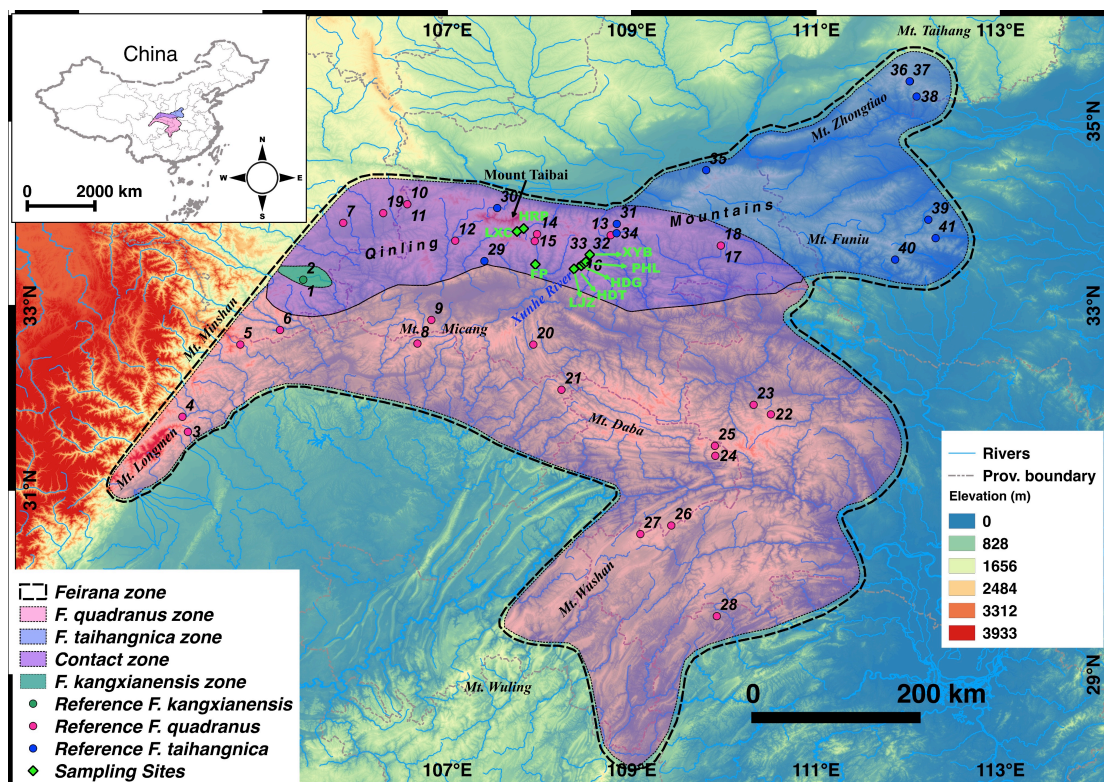 107°E
109°E
111°E
113°E
Mt. Taihang
China
N
W
E
S
0
2000 km
36
37
38
35°N
Mt. Zhongtiao
35
Mount Taibai
10
30
19
11
7
HRP
LXG
14
12
15
Qinling
Mountains
31
13
34
39
41
18
17
Mt. Funiu
40
33
32
XYB
29
FP
16
PHL
HDG
HDT
LJZ
Xunhe River
2
1
33°N
33°N
Mt. Minshan
6
5
9
8
Mt. Micang
20
21
23
22
4
3
Mt. Longmen
Mt. Daba
25
24
31°N
27
26
Mt. Wushan
28
Mt. Wuling
29°N
Rivers
Prov. boundary
Elevation (m)
0
828
1656
2484
3312
3933
Feirana zone
F. quadranus zone
F. taihangnica zone
Contact zone
F. kangxianensis zone
Reference F. kangxianensis
Reference F. quadranus
Reference F. taihangnica
Sampling Sites
0
200 km
107°E
109°E
111°E
113°E